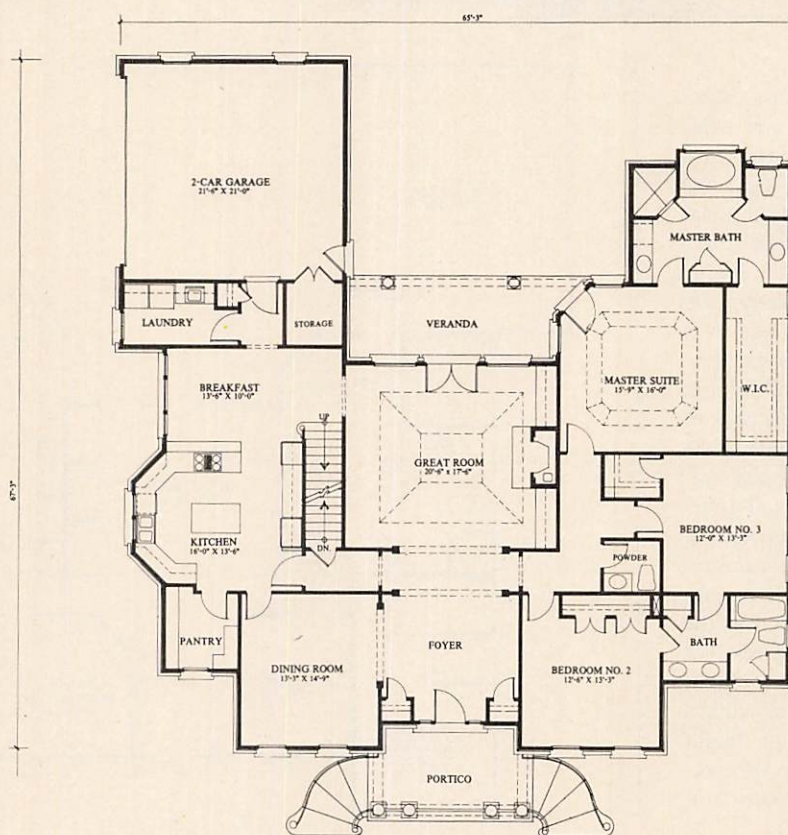 65'-3"
67'-3"
2-CAR GARAGE
21'-6" X 21'-0"
MASTER BATH
LAUNDRY
STORAGE
VERANDA
BREAKFAST
13'-6" X 10'-0"
MASTER SUITE
15'-9" X 16'-0"
W.I.C.
UP
GREAT ROOM
20'-6" x 17'-6"
KITCHEN
16'-0" X 13'-6"
DN.
BEDROOM NO. 3
12'-0" X 13'-3"
POWDER
PANTRY
DINING ROOM
13'-3" X 14'-9"
FOYER
BEDROOM NO. 2
12'-6" X 13'-3"
BATH
PORTICO